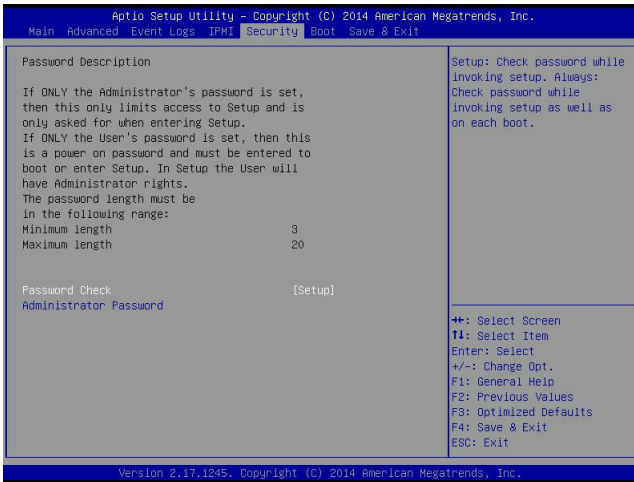 Aptio Setup Utility – Copyright (C) 2014 American Megatrends, Inc.
Main Advanced Event Logs IPMI Security Boot Save & Exit
Password Description
If ONLY the Administrator's password is set,
then this only limits access to Setup and is
only asked for when entering Setup.
If ONLY the User's password is set, then this
is a power on password and must be entered to
boot or enter Setup. In Setup the User will
have Administrator rights.
The password length must be
in the following range:
Minimum length 3
Maximum length 20
Password Check [Setup]
Administrator Password
Setup: Check password while
invoking setup. Always:
Check password while
invoking setup as well as
on each boot.
→←: Select Screen
↑↓: Select Item
Enter: Select
+/-: Change Opt.
F1: General Help
F2: Previous Values
F3: Optimized Defaults
F4: Save & Exit
ESC: Exit
Version 2.17.1245. Copyright (C) 2014 American Megatrends, Inc.